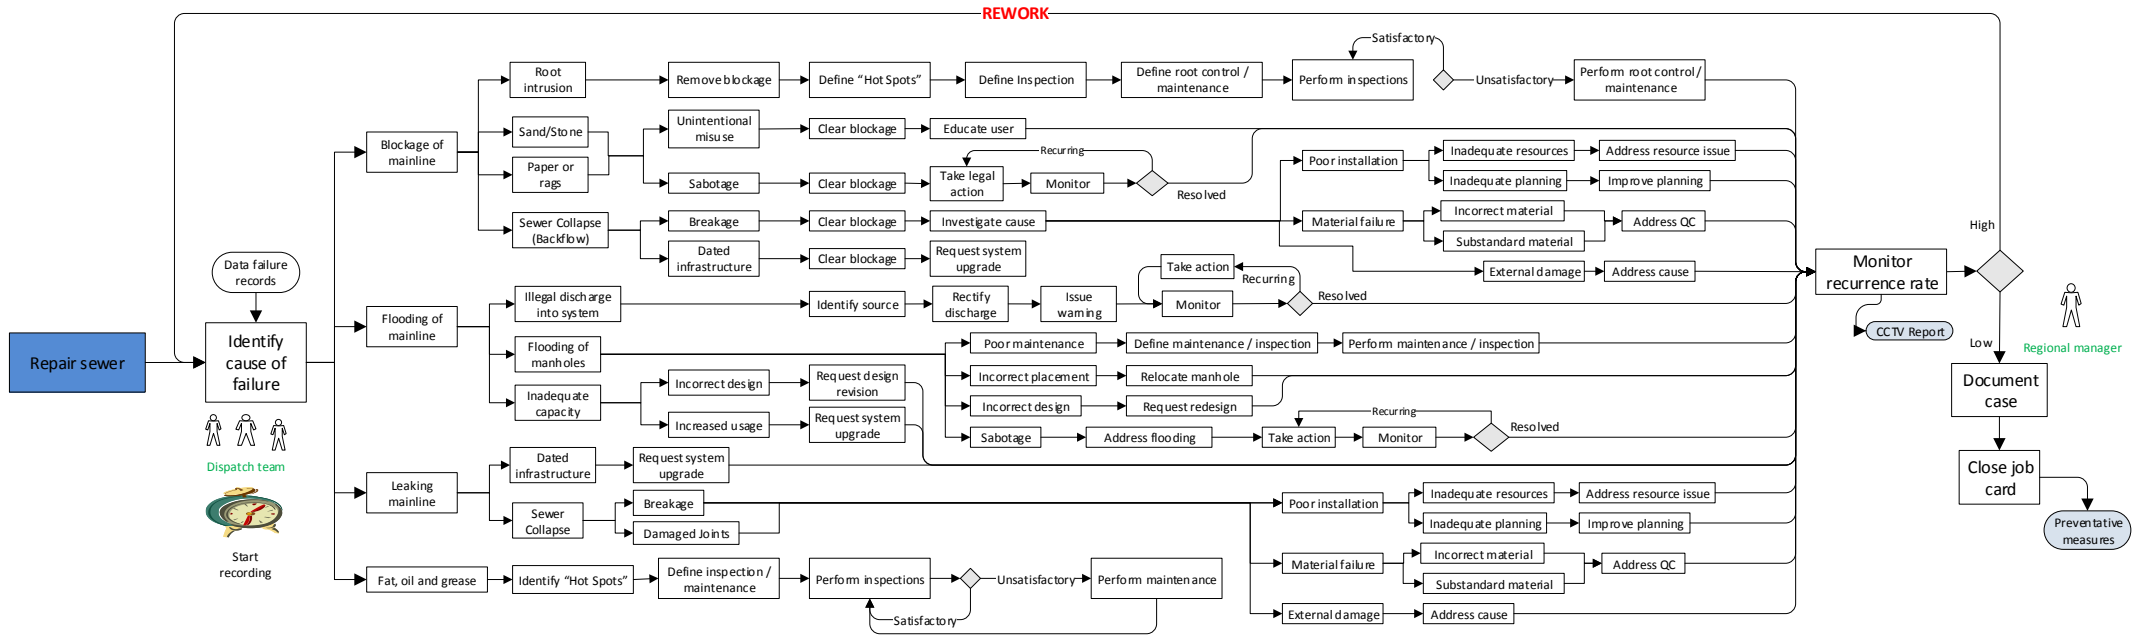 REWORK
Satisfactory
Root
intrusion
Remove blockage
Define “Hot Spots”
Define Inspection
Define root control /
maintenance
Perform inspections
Unsatisfactory
Perform root control /
maintenance
Blockage of
mainline
Sand/Stone
Paper or
rags
Unintentional
misuse
Clear blockage
Educate user
Sabotage
Clear blockage
Take legal
action
Recurring
Monitor
Resolved
Poor installation
Inadequate resources
Address resource issue
Inadequate planning
Improve planning
Sewer Collapse
(Backflow)
Breakage
Clear blockage
Investigate cause
Material failure
Incorrect material
Substandard material
Address QC
Dated
infrastructure
Clear blockage
Request system
upgrade
External damage
Address cause
Data failure
records
Repair sewer
Identify
cause of
failure
Dispatch team
Start
recording
Flooding of
mainline
Illegal discharge
into system
Identify source
Rectify
discharge
Issue
warning
Take action
Recurring
Monitor
Resolved
Flooding of
manholes
Poor maintenance
Define maintenance / inspection
Perform maintenance / inspection
Incorrect placement
Relocate manhole
Incorrect design
Request redesign
Sabotage
Address flooding
Take action
Recurring
Monitor
Resolved
Inadequate
capacity
Incorrect design
Request design
revision
Increased usage
Request system
upgrade
Leaking
mainline
Dated
infrastructure
Request system
upgrade
Sewer
Collapse
Breakage
Damaged Joints
Poor installation
Inadequate resources
Address resource issue
Inadequate planning
Improve planning
Material failure
Incorrect material
Substandard material
Address QC
External damage
Address cause
Fat, oil and grease
Identify “Hot Spots”
Define inspection /
maintenance
Perform inspections
Unsatisfactory
Satisfactory
Perform maintenance
Monitor
recurrence rate
CCTV Report
High
Low
Regional manager
Document
case
Close job
card
Preventative
measures